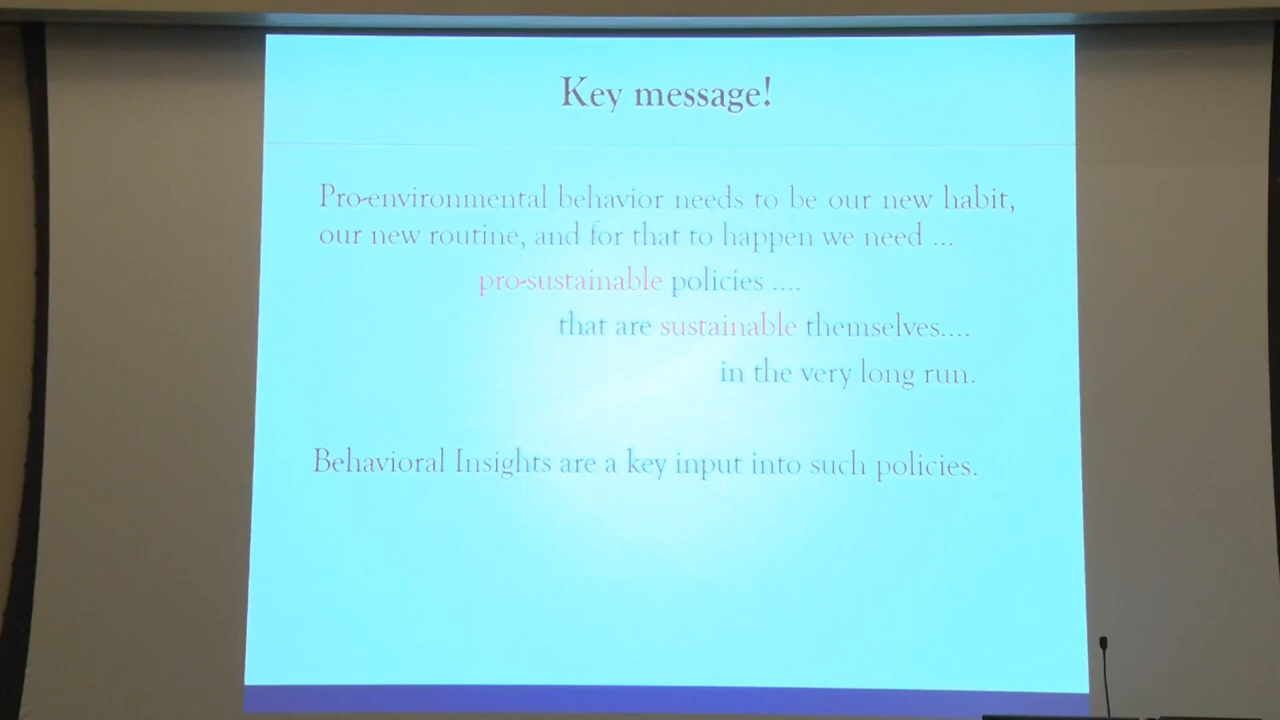 Key message!
Pro-environmental behavior needs to be our new habit,
our new routine, and for that to happen we need ...
pro-sustainable policies ....
that are sustainable themselves....
in the very long run.
Behavioral Insights are a key input into such policies.